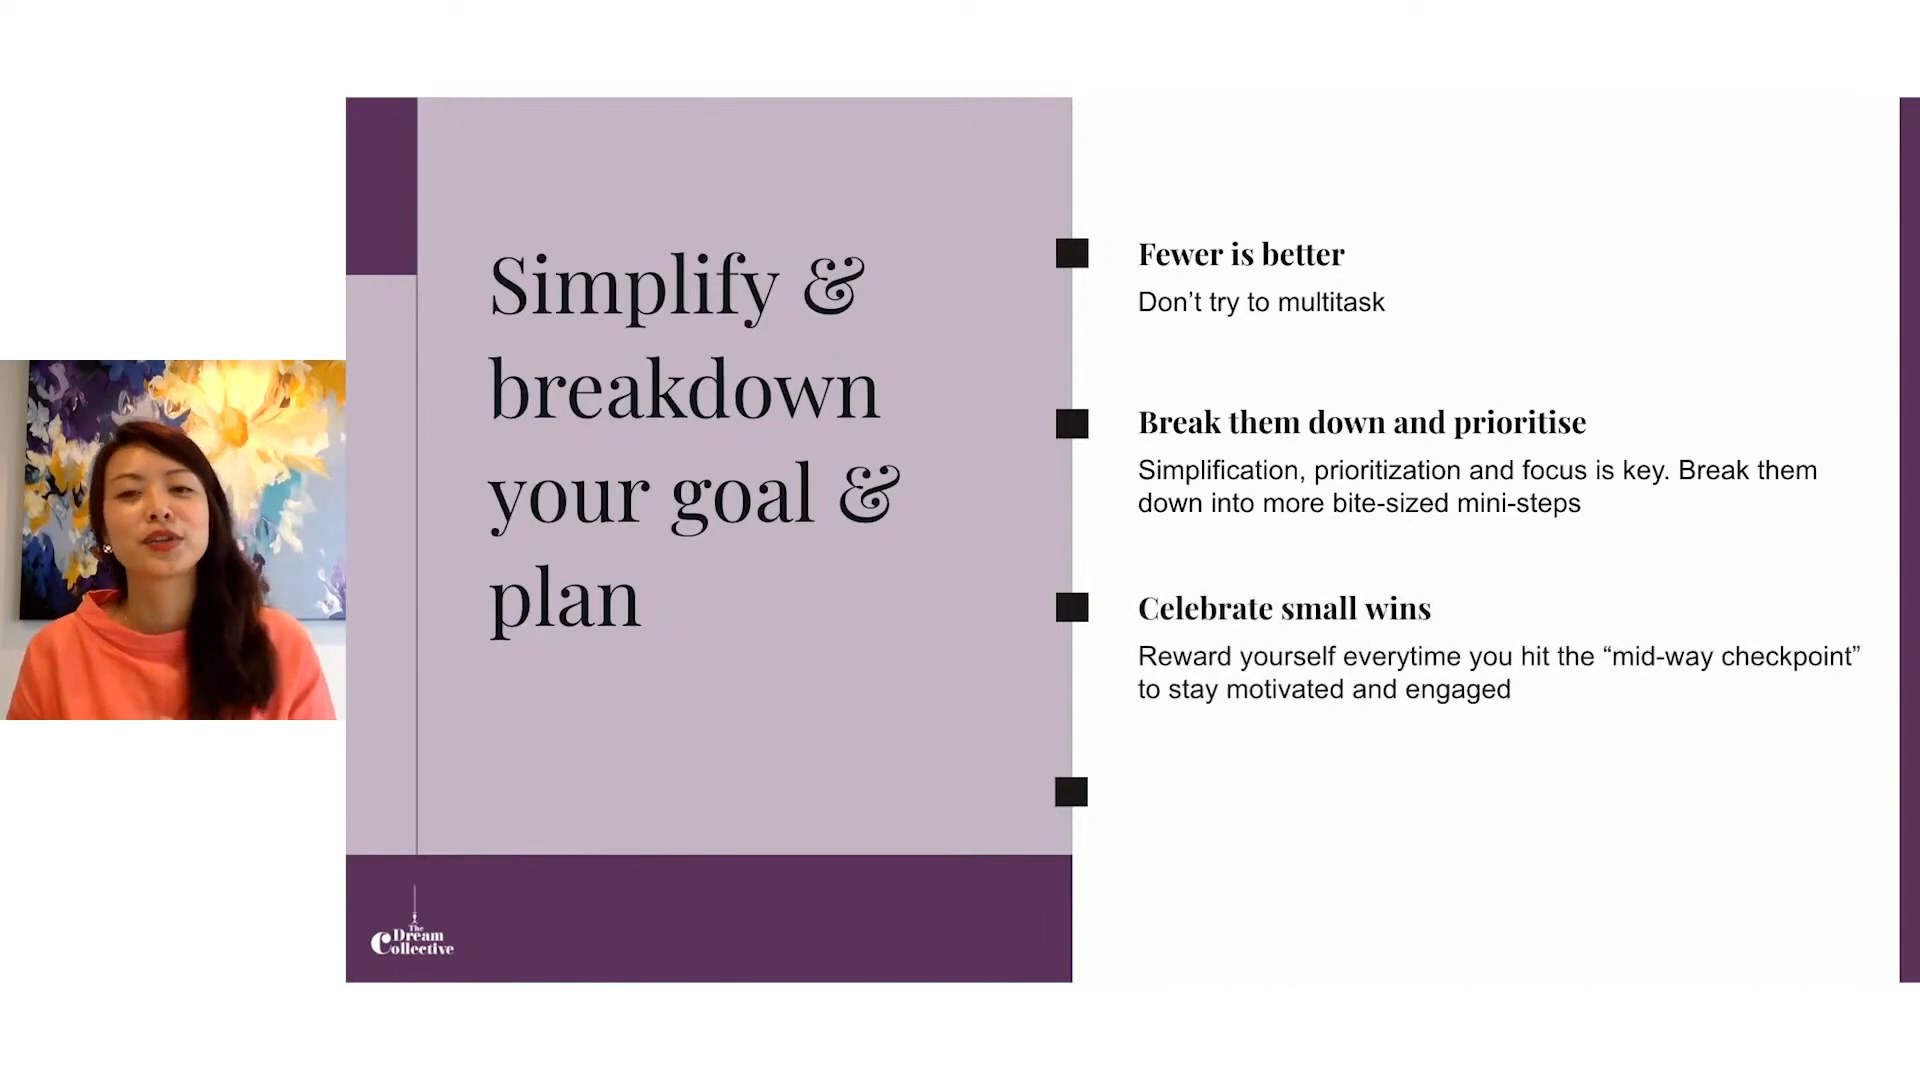 Simplify &
breakdown
your goal &
plan
Fewer is better
Don’t try to multitask
Break them down and prioritise
Simplification, prioritization and focus is key. Break them
down into more bite-sized mini-steps
Celebrate small wins
Reward yourself everytime you hit the “mid-way checkpoint”
to stay motivated and engaged
The
Dream
Collective